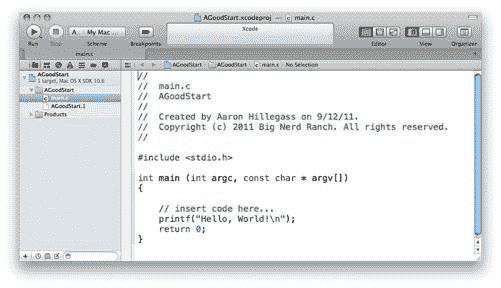 AGoodStart.xcodeproj — main.c
Xcode
Run
Stop
A... My Mac
Scheme
Breakpoints
Editor
View
Organizer
main.c
AGoodStart
1 target, Mac OS X SDK 10.6
AGoodStart
main.c
AGoodStart.1
Products
AGoodStart
AGoodStart
main.c
No Selection
//
// main.c
// AGoodStart
//
// Created by Aaron Hillegass on 9/12/11.
// Copyright (c) 2011 Big Nerd Ranch. All rights reserved.
//
#include <stdio.h>
int main (int argc, const char * argv[])
{
// insert code here...
printf("Hello, World!\n");
return 0;
}